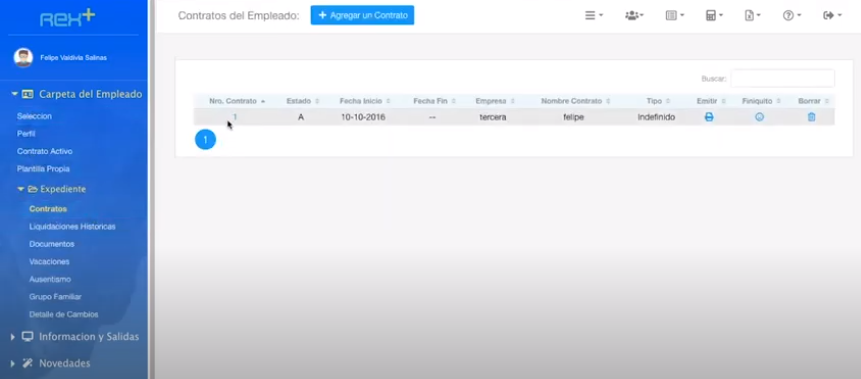 REX+
Contratos del Empleado:
+ Agregar un Contrato
Felipe Valdivia Salinas
Carpeta del Empleado
Seleccion
Perfil
Contrato Activo
Plantilla Propia
Expediente
Contratos
Liquidaciones Historicas
Documentos
Vacaciones
Ausentismo
Grupo Familiar
Detalle de Cambios
Informacion y Salidas
Novedades
Buscar:
Nro. Contrato Estado Fecha Inicio Fecha Fin Empresa Nombre Contrato Tipo Emitir Finiquito Borrar
1 A 10-10-2016 -- tercera felipe Indefinido
1